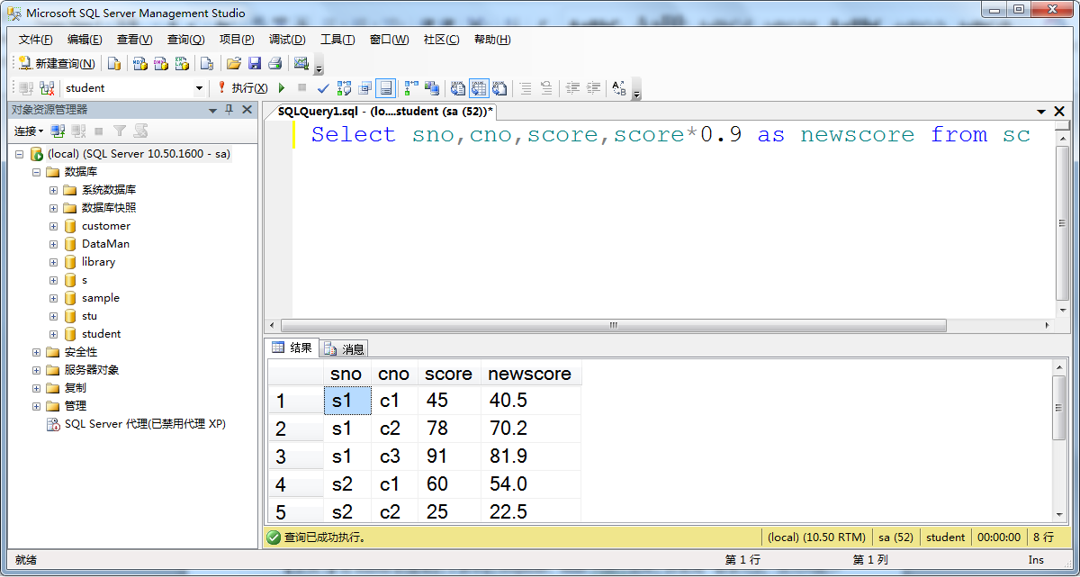 Microsoft SQL Server Management Studio
文件(F) 编辑(E) 查看(V) 查询(Q) 项目(P) 调试(D) 工具(T) 窗口(W) 社区(C) 帮助(H)
新建查询(N)
student 执行(X)
对象资源管理器
连接
(local) (SQL Server 10.50.1600 - sa)
数据库
系统数据库
数据库快照
customer
DataMan
library
s
sample
stu
student
安全性
服务器对象
复制
管理
SQL Server 代理(已禁用代理 XP)
SQLQuery1.sql - (lo....student (sa (52))*
Select sno,cno,score,score*0.9 as newscore from sc
结果 消息
sno cno score newscore
1 s1 c1 45 40.5
2 s1 c2 78 70.2
3 s1 c3 91 81.9
4 s2 c1 60 54.0
5 s2 c2 25 22.5
查询已成功执行。 (local) (10.50 RTM) sa (52) student 00:00:00 8 行
就绪 第 1 行 第 1 列 Ins